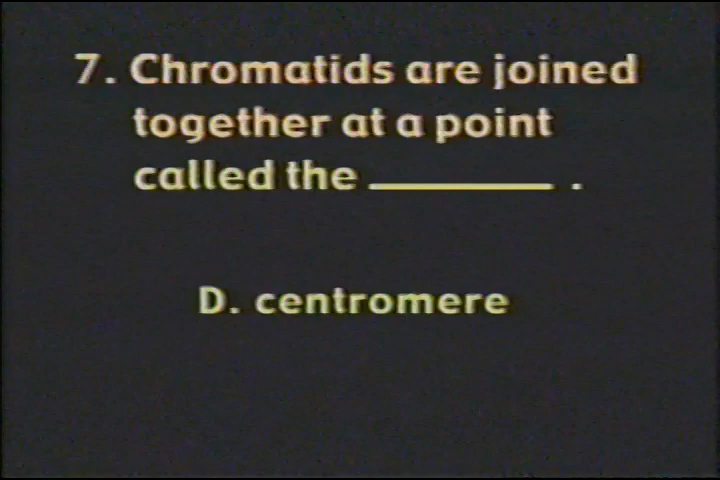 7. Chromatids are joined
together at a point
called the ________ .
D. centromere